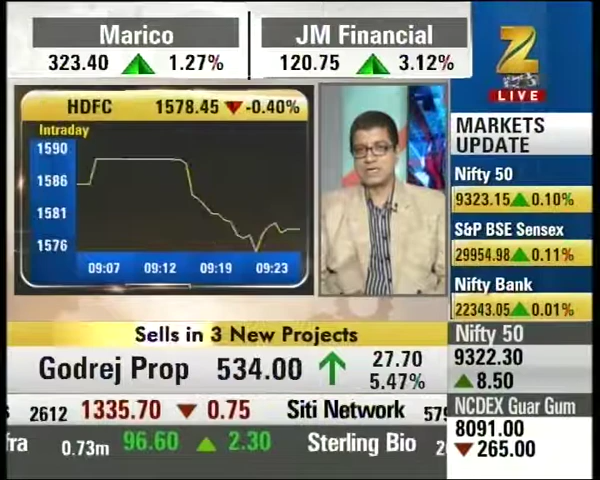 Marico
323.40 1.27%
JM Financial
120.75 3.12%
LIVE
HDFC 1578.45 -0.40%
Intraday
1590
1586
1581
1576
09:07 09:12 09:19 09:23
MARKETS
UPDATE
Nifty 50
9323.15 0.10%
S&P BSE Sensex
29954.98 0.11%
Nifty Bank
22343.05 0.01%
Sells in 3 New Projects
Godrej Prop 534.00 27.70
5.47%
Nifty 50
9322.30
8.50
NCDEX Guar Gum
8091.00
265.00
s 2612 1335.70 0.75 Siti Network 579
fra 0.73m 96.60 2.30 Sterling Bio 2